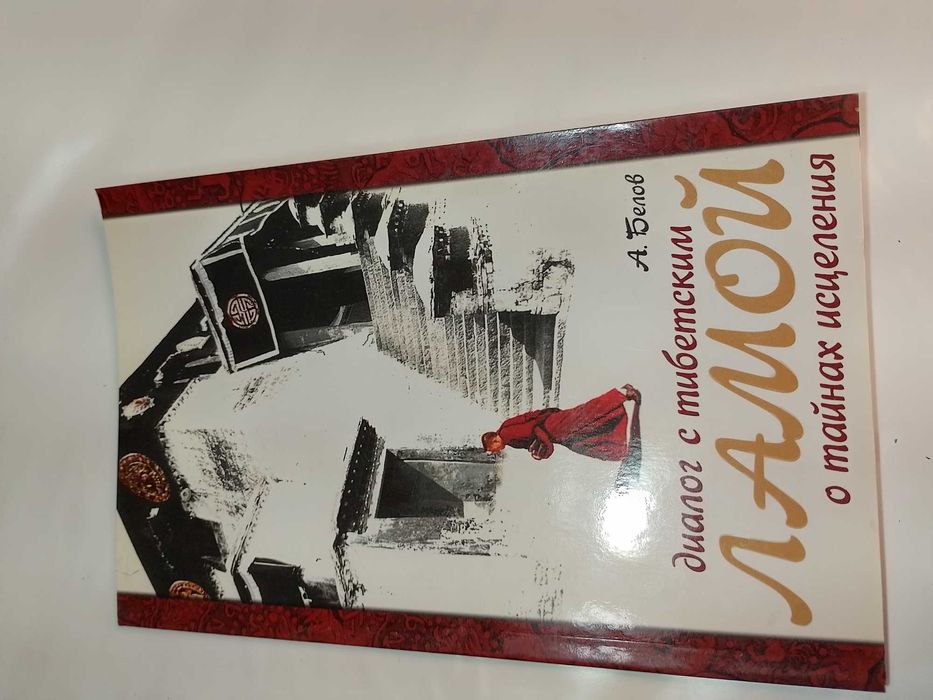 А. Белов
диалог с тибетским
ЛАМОЙ
о тайнах исцеления